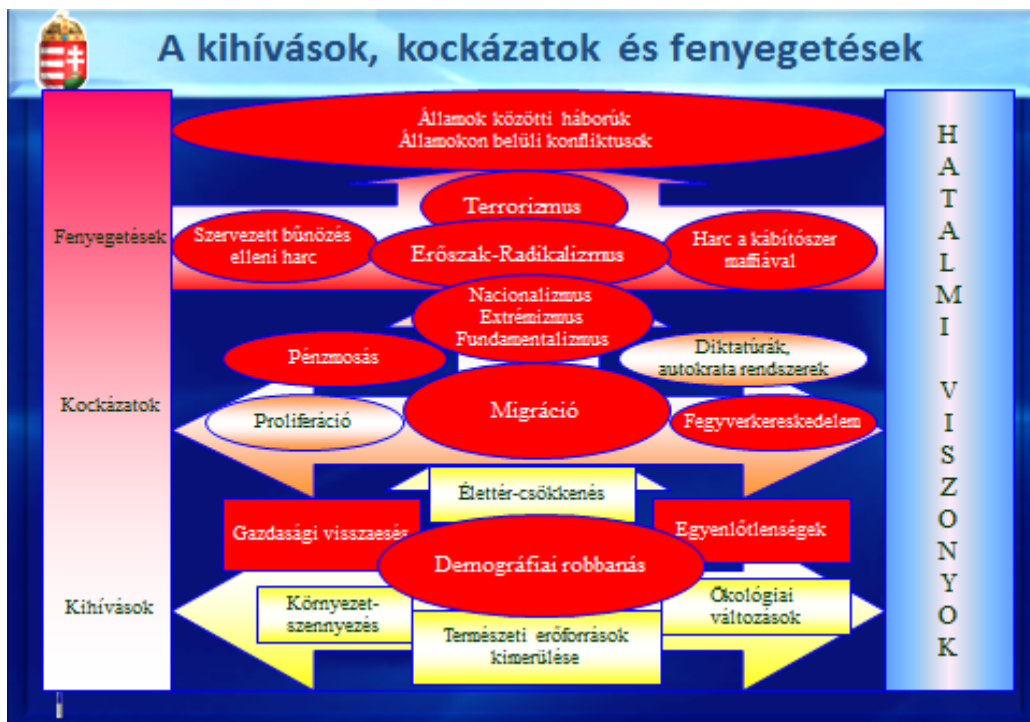 A kihívások, kockázatok és fenyegetések
Államok közötti háborúk
Államokon belüli konfliktusok
Terrorizmus
Fenyegetések
Szervezett bűnözés
elleni harc
Erőszak-Radikalizmus
Harc a kábítószer
maffiával
Nacionalizmus
Extrémizmus
Fundamentalizmus
Pénzmosás
Diktatúrák,
autokrata rendszerek
Kockázatok
Proliferáció
Migráció
Fegyverkereskedelem
Élettér-csökkenés
Gazdasági visszaesés
Egyenlőtlenségek
Demográfiai robbanás
Kihívások
Környezet-
szennyezés
Ökológiai
változások
Természeti erőforrások
kimerülése
HATALMI VISZONYOK